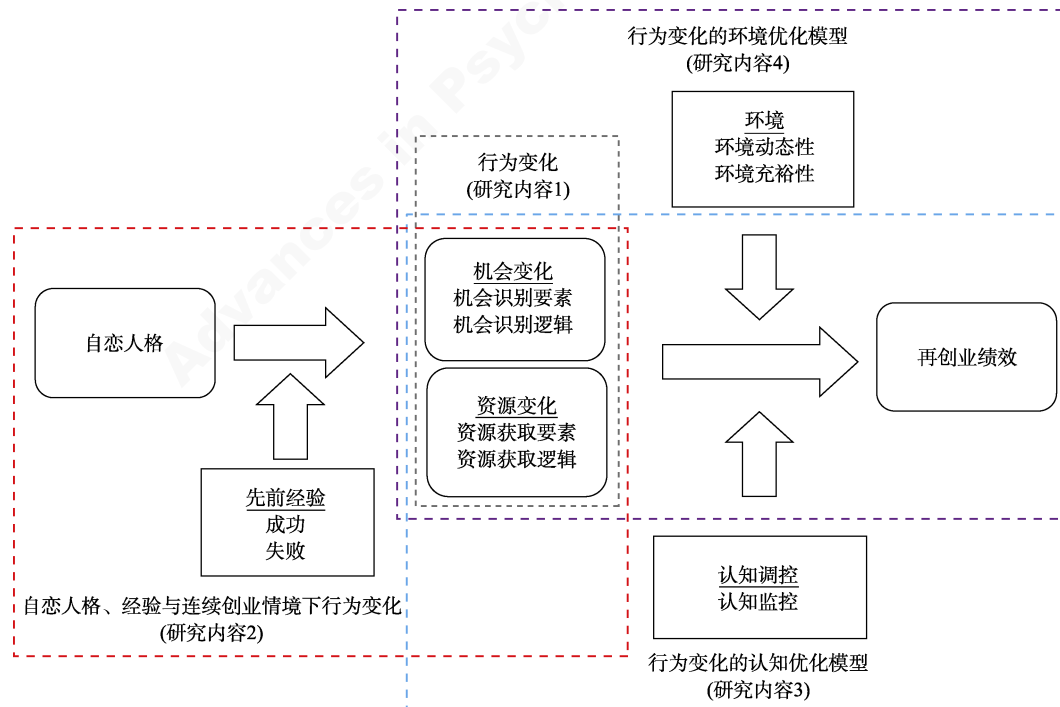 行为变化的环境优化模型
(研究内容4)
环境
环境动态性
环境充裕性
行为变化
(研究内容1)
机会变化
机会识别要素
机会识别逻辑
自恋人格
再创业绩效
资源变化
资源获取要素
资源获取逻辑
先前经验
成功
失败
认知调控
认知监控
自恋人格、经验与连续创业情境下行为变化
(研究内容2)
行为变化的认知优化模型
(研究内容3)
Advances in Psyc